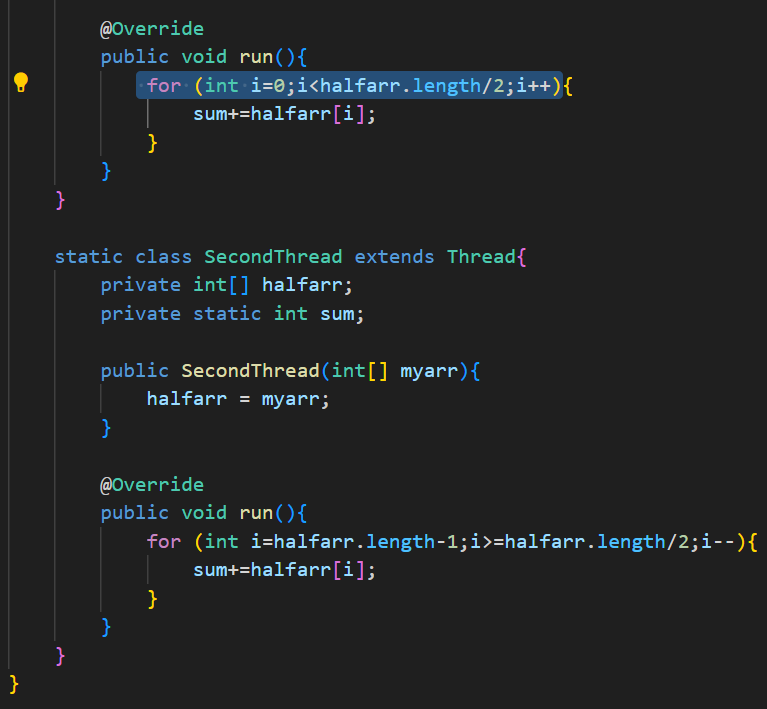 @Override
public void run(){
for (int i=0;i<halfarr.length/2;i++){
sum+=halfarr[i];
}
}
}
static class SecondThread extends Thread{
private int[] halfarr;
private static int sum;
public SecondThread(int[] myarr){
halfarr = myarr;
}
@Override
public void run(){
for (int i=halfarr.length-1;i>=halfarr.length/2;i--){
sum+=halfarr[i];
}
}
}
}